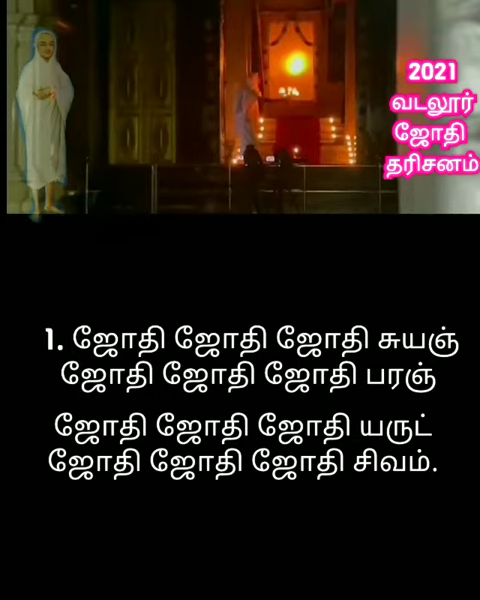 2021
வடலூர்
ஜோதி
தரிசனம்
1. ஜோதி ஜோதி ஜோதி சுயஞ்
ஜோதி ஜோதி ஜோதி பரஞ்
ஜோதி ஜோதி ஜோதி யருட்
ஜோதி ஜோதி ஜோதி சிவம்.